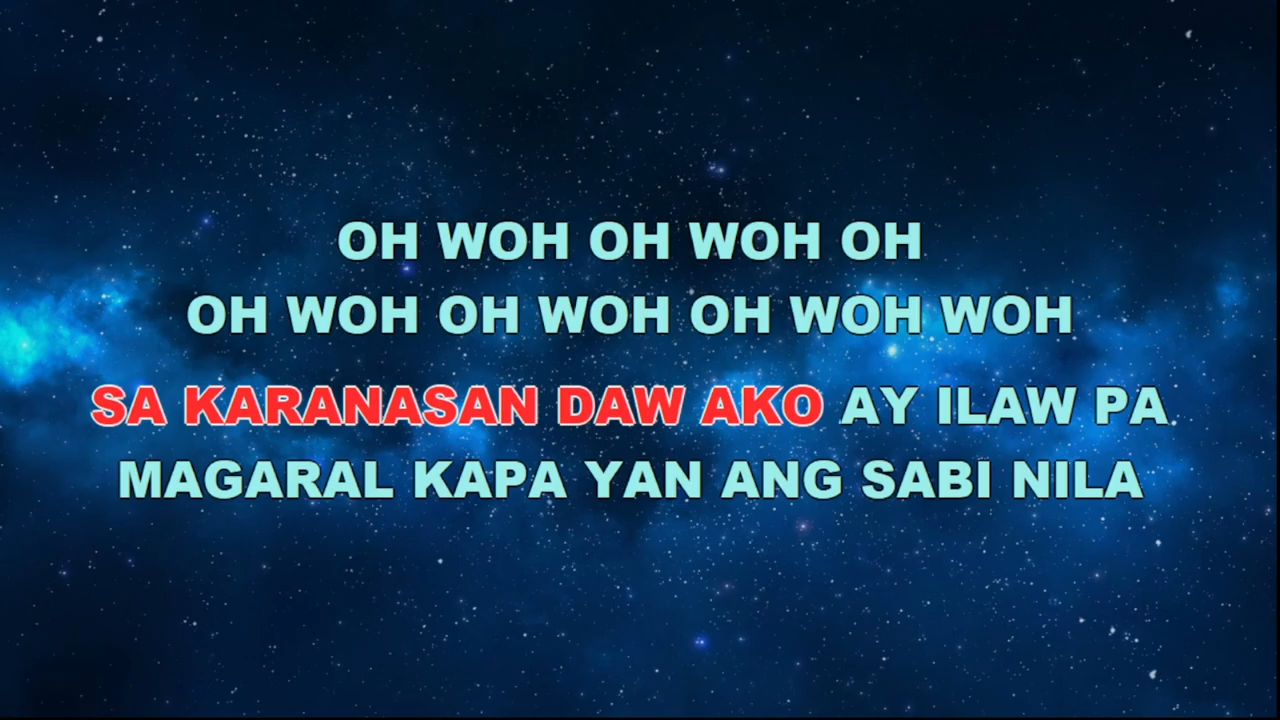 OH WOH OH WOH OH
OH WOH OH WOH OH WOH WOH
SA KARANASAN DAW AKO AY ILAW PA
MAGARAL KAPA YAN ANG SABI NILA